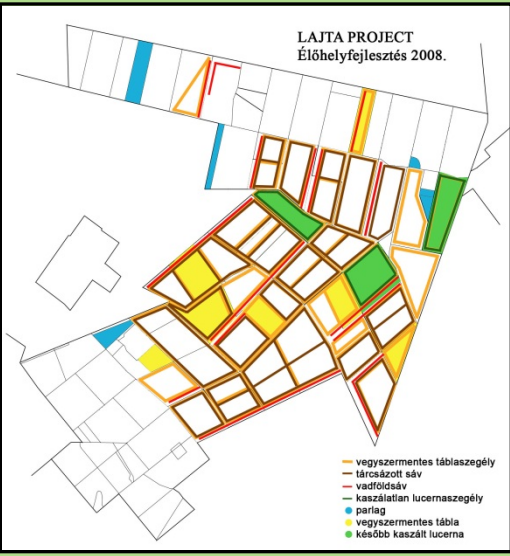 LAJTA PROJECT
Élőhelyfejlesztés 2008.
vegyszermentes táblaszegély
tárcsázott sáv
vadföldsáv
kaszálatlan lucernaszegély
parlag
vegyszermentes tábla
később kaszált lucerna